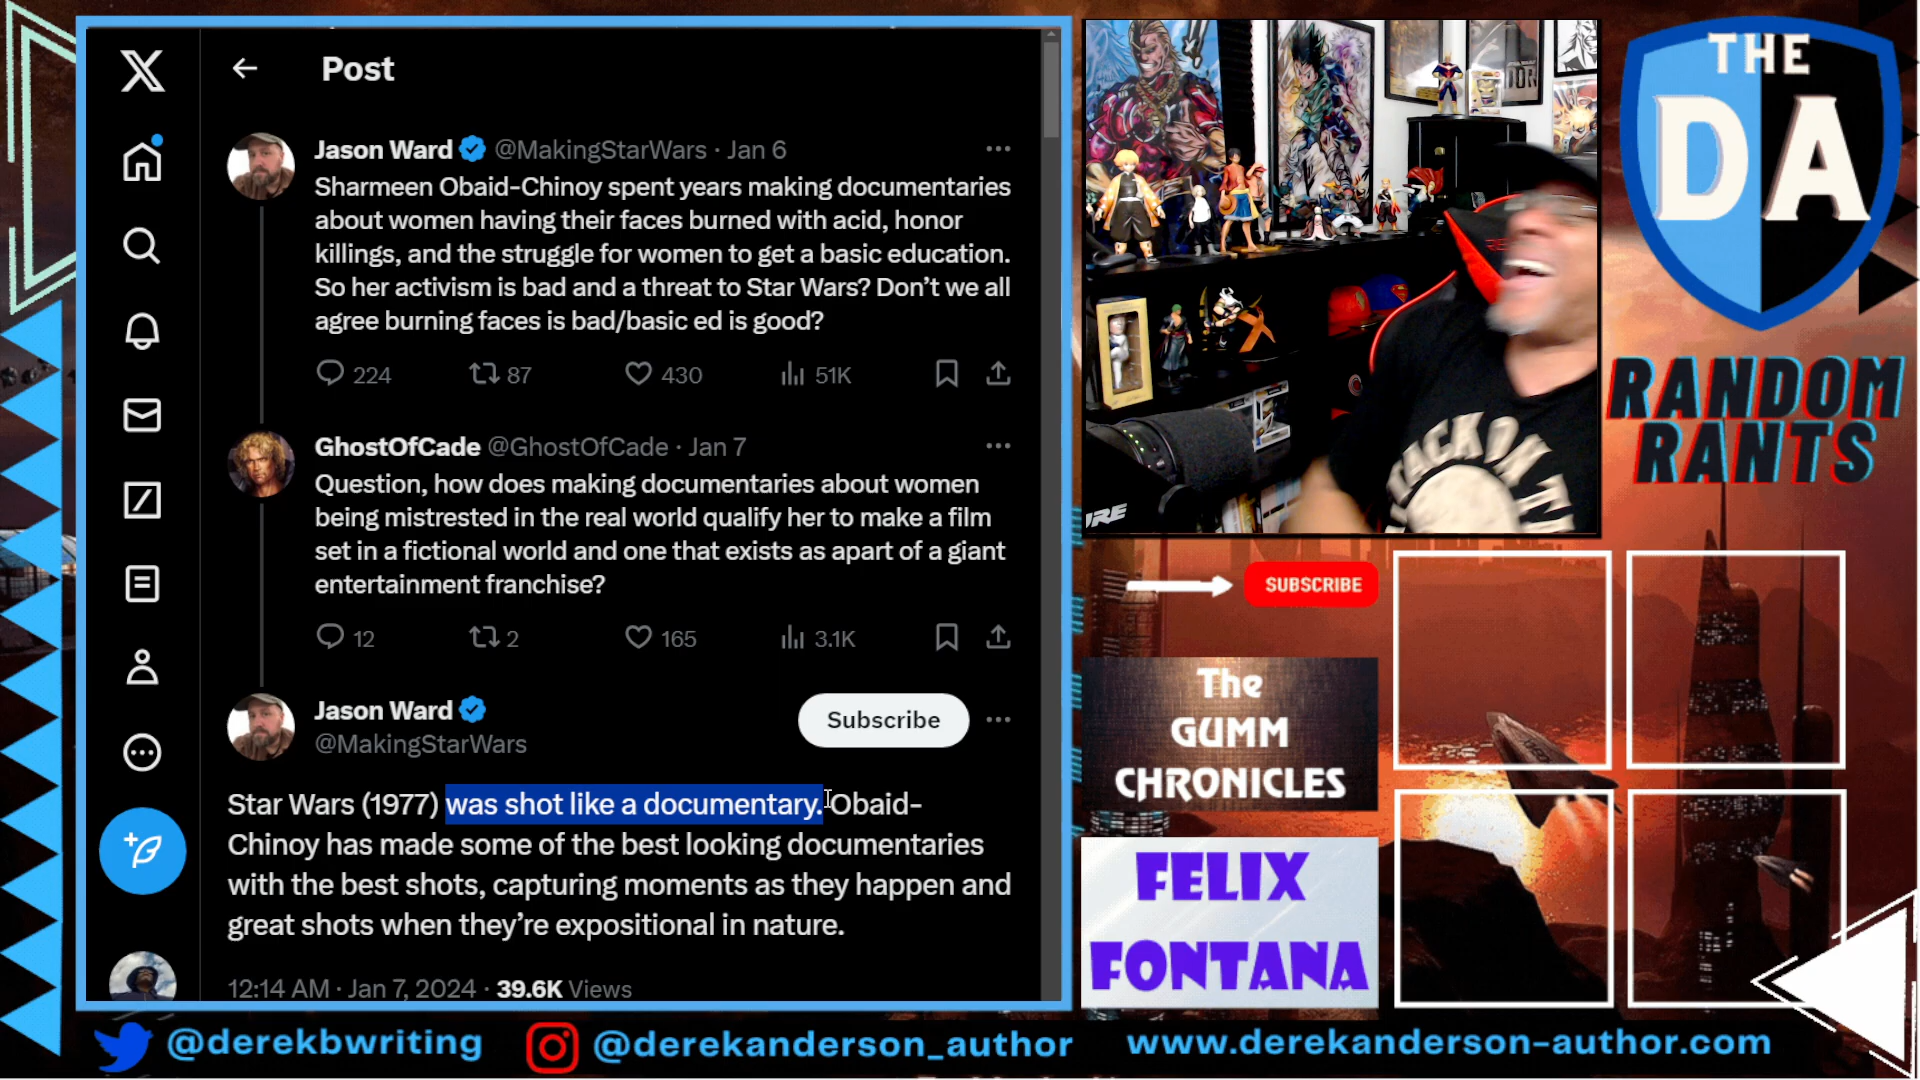 Post
Jason Ward @MakingStarWars · Jan 6
Sharmeen Obaid-Chinoy spent years making documentaries
about women having their faces burned with acid, honor
killings, and the struggle for women to get a basic education.
So her activism is bad and a threat to Star Wars? Don’t we all
agree burning faces is bad/basic ed is good?
224 87 430 51K
GhostOfCade @GhostOfCade · Jan 7
Question, how does making documentaries about women
being mistrested in the real world qualify her to make a film
set in a fictional world and one that exists as apart of a giant
entertainment franchise?
12 2 165 3.1K
Jason Ward
@MakingStarWars
Subscribe
Star Wars (1977) was shot like a documentary. Obaid-
Chinoy has made some of the best looking documentaries
with the best shots, capturing moments as they happen and
great shots when they’re expositional in nature.
12:14 AM · Jan 7, 2024 · 39.6K Views
THE
DA
RANDOM
RANTS
SUBSCRIBE
The
GUMM
CHRONICLES
FELIX
FONTANA
@derekbwriting
@derekanderson_author
www.derekanderson-author.com